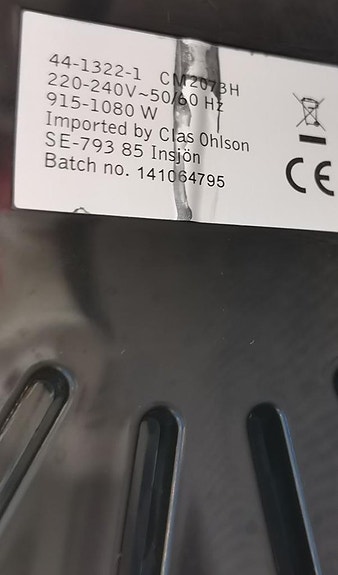 44-1322-1 CM2073H
220-240V~50/60 Hz
915-1080 W
Imported by Clas Ohlson
SE-793 85 Insjön
Batch no. 141064795
CE